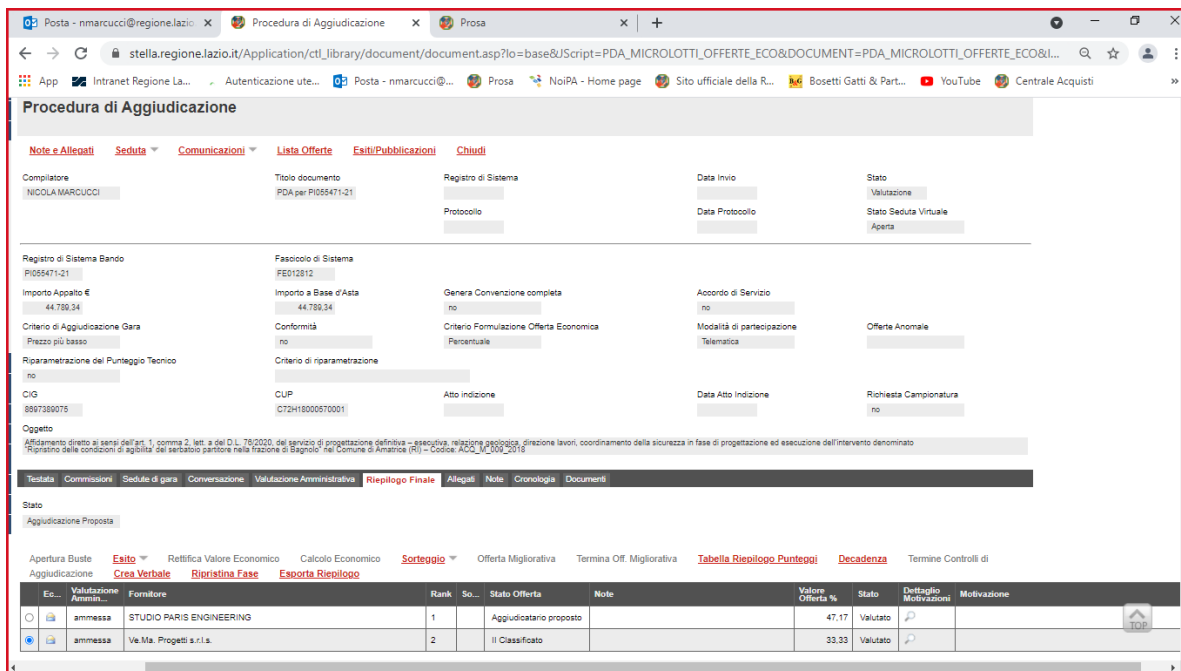 Posta - nmarcucci@regione.lazio Procedura di Aggiudicazione Prosa
stella.regione.lazio.it/Application/ctl_library/document/document.asp?lo=base&JScript=PDA_MICROLOTTI_OFFERTE_ECO&DOCUMENT=PDA_MICROLOTTI_OFFERTE_ECO&I...
App Intranet Regione La... Autenticazione ute... Posta - nmarcucci@... Prosa NoiPA - Home page Sito ufficiale della R... Bosetti Gatti & Part... YouTube Centrale Acquisti »
Procedura di Aggiudicazione
Note e Allegati Seduta Comunicazioni Lista Offerte Esiti/Pubblicazioni Chiudi
Compilatore Titolo documento Registro di Sistema Data Invio Stato
NICOLA MARCUCCI PDA per PI055471-21 Valutazione
Protocollo Data Protocollo Stato Seduta Virtuale
Aperta
Registro di Sistema Bando Fascicolo di Sistema
PI055471-21 FE012812
Importo Appalto € Importo a Base d'Asta Genera Convenzione completa Accordo di Servizio
44.789,34 44.789,34 no no
Criterio di Aggiudicazione Gara Conformità Criterio Formulazione Offerta Economica Modalità di partecipazione Offerte Anomale
Prezzo più basso no Percentuale Telematica
Riparametrazione del Punteggio Tecnico Criterio di riparametrazione
no
CIG CUP Atto indizione Data Atto Indizione Richiesta Campionatura
8697389075 C72H18000570001 no
Oggetto
Affidamento diretto ai sensi dell'art. 1, comma 2, lett. a del D.L. 76/2020, del servizio di progettazione definitiva – esecutiva, relazione geologica, direzione lavori, coordinamento della sicurezza in fase di progettazione ed esecuzione dell'intervento denominato
"Ripristino delle condizioni di agibilita' del serbatoio partitore nella frazione di Bagnolo" nel Comune di Amatrice (RI) – Codice: ACQ_M_009_2018
Testata Commissioni Sedute di gara Conversazione Valutazione Amministrativa Riepilogo Finale Allegati Note Cronologia Documenti
Stato
Aggiudicazione Proposta
Apertura Buste Esito Rettifica Valore Economico Calcolo Economico Sorteggio Offerta Migliorativa Termina Off. Migliorativa Tabella Riepilogo Punteggi Decadenza Termine Controlli di
Aggiudicazione Crea Verbale Ripristina Fase Esporta Riepilogo
Ec... Valutazione Ammin... Fornitore Rank So... Stato Offerta Note Valore Offerta % Stato Dettaglio Motivazioni Motivazione
ammessa STUDIO PARIS ENGINEERING 1 Aggiudicatario proposto 47,17 Valutato
ammessa Ve.Ma. Progetti s.r.l.s. 2 II Classificato 33,33 Valutato
TOP